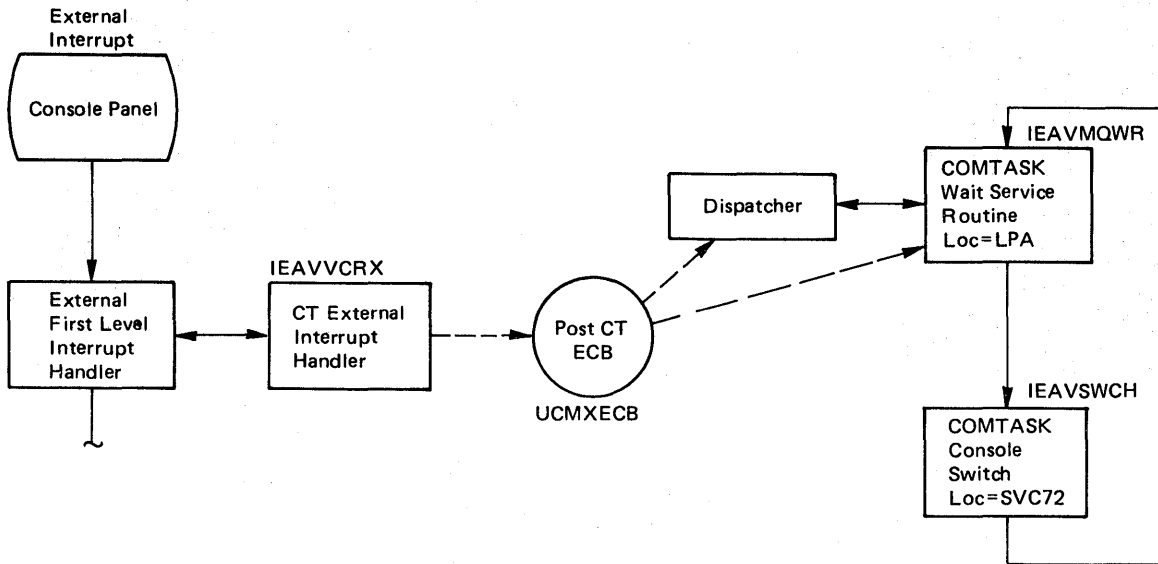 External
Interrupt
Console Panel
External
First Level
Interrupt
Handler
IEAVVCRX
CT External
Interrupt
Handler
Post CT
ECB
UCMXECB
Dispatcher
IEAVMQWR
COMTASK
Wait Service
Routine
Loc=LPA
IEAVSWCH
COMTASK
Console
Switch
Loc=SVC72